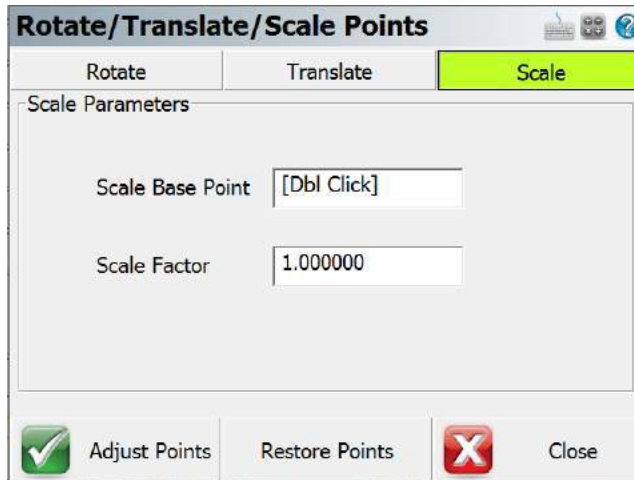 Rotate/Translate/Scale Points
Rotate Translate Scale
Scale Parameters
Scale Base Point [Dbl Click]
Scale Factor 1.000000
Adjust Points Restore Points Close